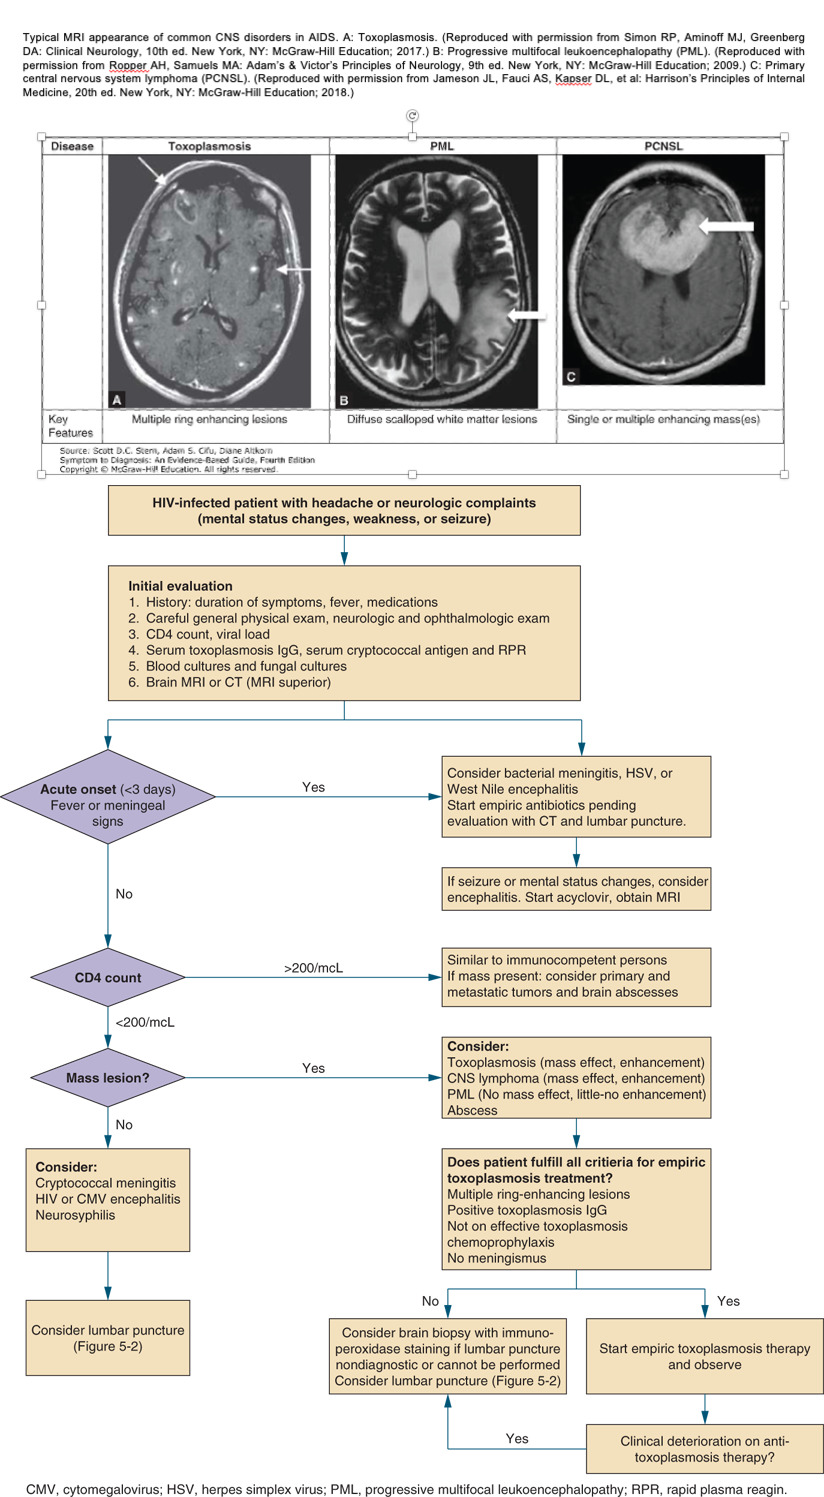 Typical MRI appearance of common CNS disorders in AIDS. A: Toxoplasmosis. (Reproduced with permission from Simon RP, Aminoff MJ, Greenberg
DA: Clinical Neurology, 10th ed. New York, NY: McGraw-Hill Education; 2017.) B: Progressive multifocal leukoencephalopathy (PML). (Reproduced with
permission from Ropper AH, Samuels MA: Adam's & Victor's Principles of Neurology, 9th ed. New York, NY: McGraw-Hill Education; 2009.) C: Primary
central nervous system lymphoma (PCNSL). (Reproduced with permission from Jameson JL, Fauci AS, Kapser DL, et al: Harrison's Principles of Internal
Medicine, 20th ed. New York, NY: McGraw-Hill Education; 2018.)
Disease Toxoplasmosis PML PCNSL
A B C
Key Features Multiple ring enhancing lesions Diffuse scalloped white matter lesions Single or multiple enhancing mass(es)
Source: Scott D.C. Stern, Adam S. Cifu, Diane Altkorn
Symptom to Diagnosis: An Evidence-Based Guide, Fourth Edition
Copyright © McGraw-Hill Education. All rights reserved.
HIV-infected patient with headache or neurologic complaints
(mental status changes, weakness, or seizure)
Initial evaluation
1. History: duration of symptoms, fever, medications
2. Careful general physical exam, neurologic and ophthalmologic exam
3. CD4 count, viral load
4. Serum toxoplasmosis IgG, serum cryptococcal antigen and RPR
5. Blood cultures and fungal cultures
6. Brain MRI or CT (MRI superior)
Acute onset (<3 days)
Fever or meningeal
signs
Yes
Consider bacterial meningitis, HSV, or
West Nile encephalitis
Start empiric antibiotics pending
evaluation with CT and lumbar puncture.
If seizure or mental status changes, consider
encephalitis. Start acyclovir, obtain MRI
No
CD4 count
>200/mcL
Similar to immunocompetent persons
If mass present: consider primary and
metastatic tumors and brain abscesses
<200/mcL
Mass lesion?
Yes
Consider:
Toxoplasmosis (mass effect, enhancement)
CNS lymphoma (mass effect, enhancement)
PML (No mass effect, little-no enhancement)
Abscess
No
Consider:
Cryptococcal meningitis
HIV or CMV encephalitis
Neurosyphilis
Consider lumbar puncture
(Figure 5-2)
Does patient fulfill all critieria for empiric
toxoplasmosis treatment?
Multiple ring-enhancing lesions
Positive toxoplasmosis IgG
Not on effective toxoplasmosis
chemoprophylaxis
No meningismus
No
Yes
Consider brain biopsy with immuno-
peroxidase staining if lumbar puncture
nondiagnostic or cannot be performed
Consider lumbar puncture (Figure 5-2)
Start empiric toxoplasmosis therapy
and observe
Yes
Clinical deterioration on anti-
toxoplasmosis therapy?
CMV, cytomegalovirus; HSV, herpes simplex virus; PML, progressive multifocal leukoencephalopathy; RPR, rapid plasma reagin.